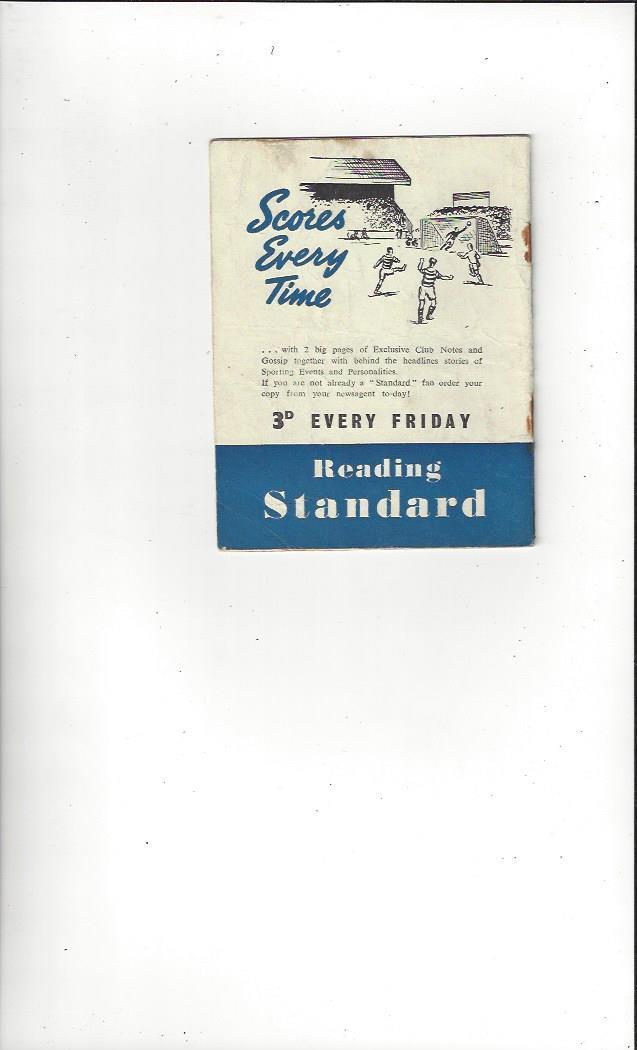 Scores
Every
Time
. . . with 2 big pages of Exclusive Club Notes and
Gossip together with behind the headlines stories of
Sporting Events and Personalities.
If you are not already a "Standard" fan order your
copy from your newsagent to-day!
3D EVERY FRIDAY
Reading
Standard